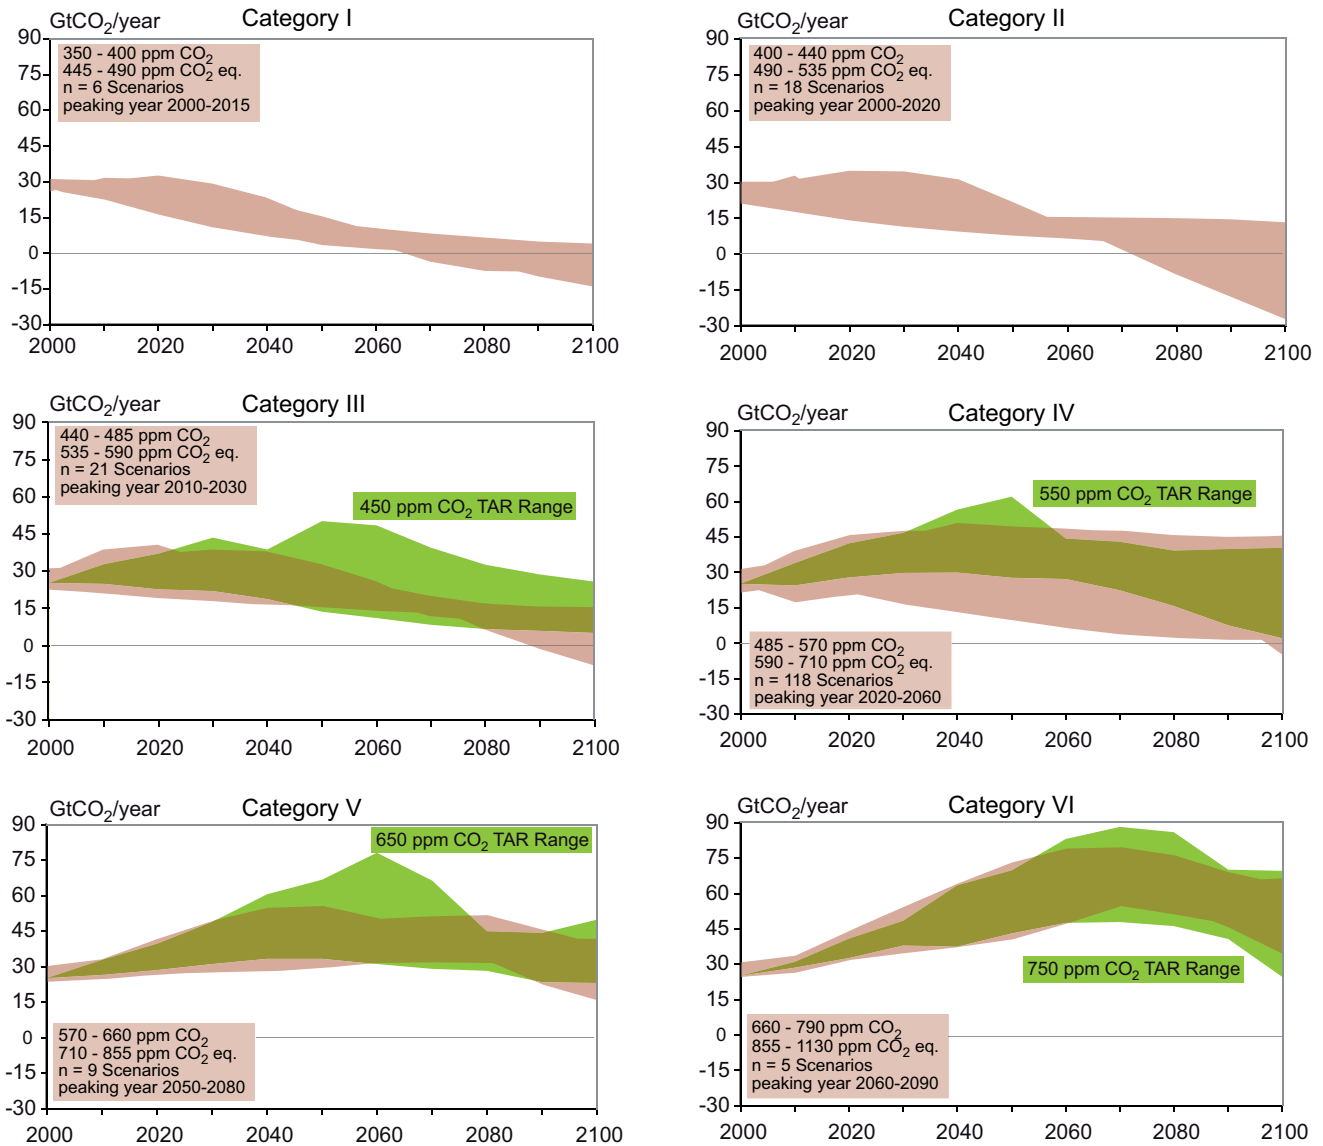 GtCO2/year
Category I
90
75
60
45
30
15
0
-15
-30
350 - 400 ppm CO2
445 - 490 ppm CO2 eq.
n = 6 Scenarios
peaking year 2000-2015
2000 2020 2040 2060 2080 2100
GtCO2/year
Category II
90
75
60
45
30
15
0
-15
-30
400 - 440 ppm CO2
490 - 535 ppm CO2 eq.
n = 18 Scenarios
peaking year 2000-2020
2000 2020 2040 2060 2080 2100
GtCO2/year
Category III
90
75
60
45
30
15
0
-15
-30
440 - 485 ppm CO2
535 - 590 ppm CO2 eq.
n = 21 Scenarios
peaking year 2010-2030
450 ppm CO2 TAR Range
2000 2020 2040 2060 2080 2100
GtCO2/year
Category IV
90
75
60
45
30
15
0
-15
-30
550 ppm CO2 TAR Range
485 - 570 ppm CO2
590 - 710 ppm CO2 eq.
n = 118 Scenarios
peaking year 2020-2060
2000 2020 2040 2060 2080 2100
GtCO2/year
Category V
90
75
60
45
30
15
0
-15
-30
650 ppm CO2 TAR Range
570 - 660 ppm CO2
710 - 855 ppm CO2 eq.
n = 9 Scenarios
peaking year 2050-2080
2000 2020 2040 2060 2080 2100
GtCO2/year
Category VI
90
75
60
45
30
15
0
-15
-30
750 ppm CO2 TAR Range
660 - 790 ppm CO2
855 - 1130 ppm CO2 eq.
n = 5 Scenarios
peaking year 2060-2090
2000 2020 2040 2060 2080 2100